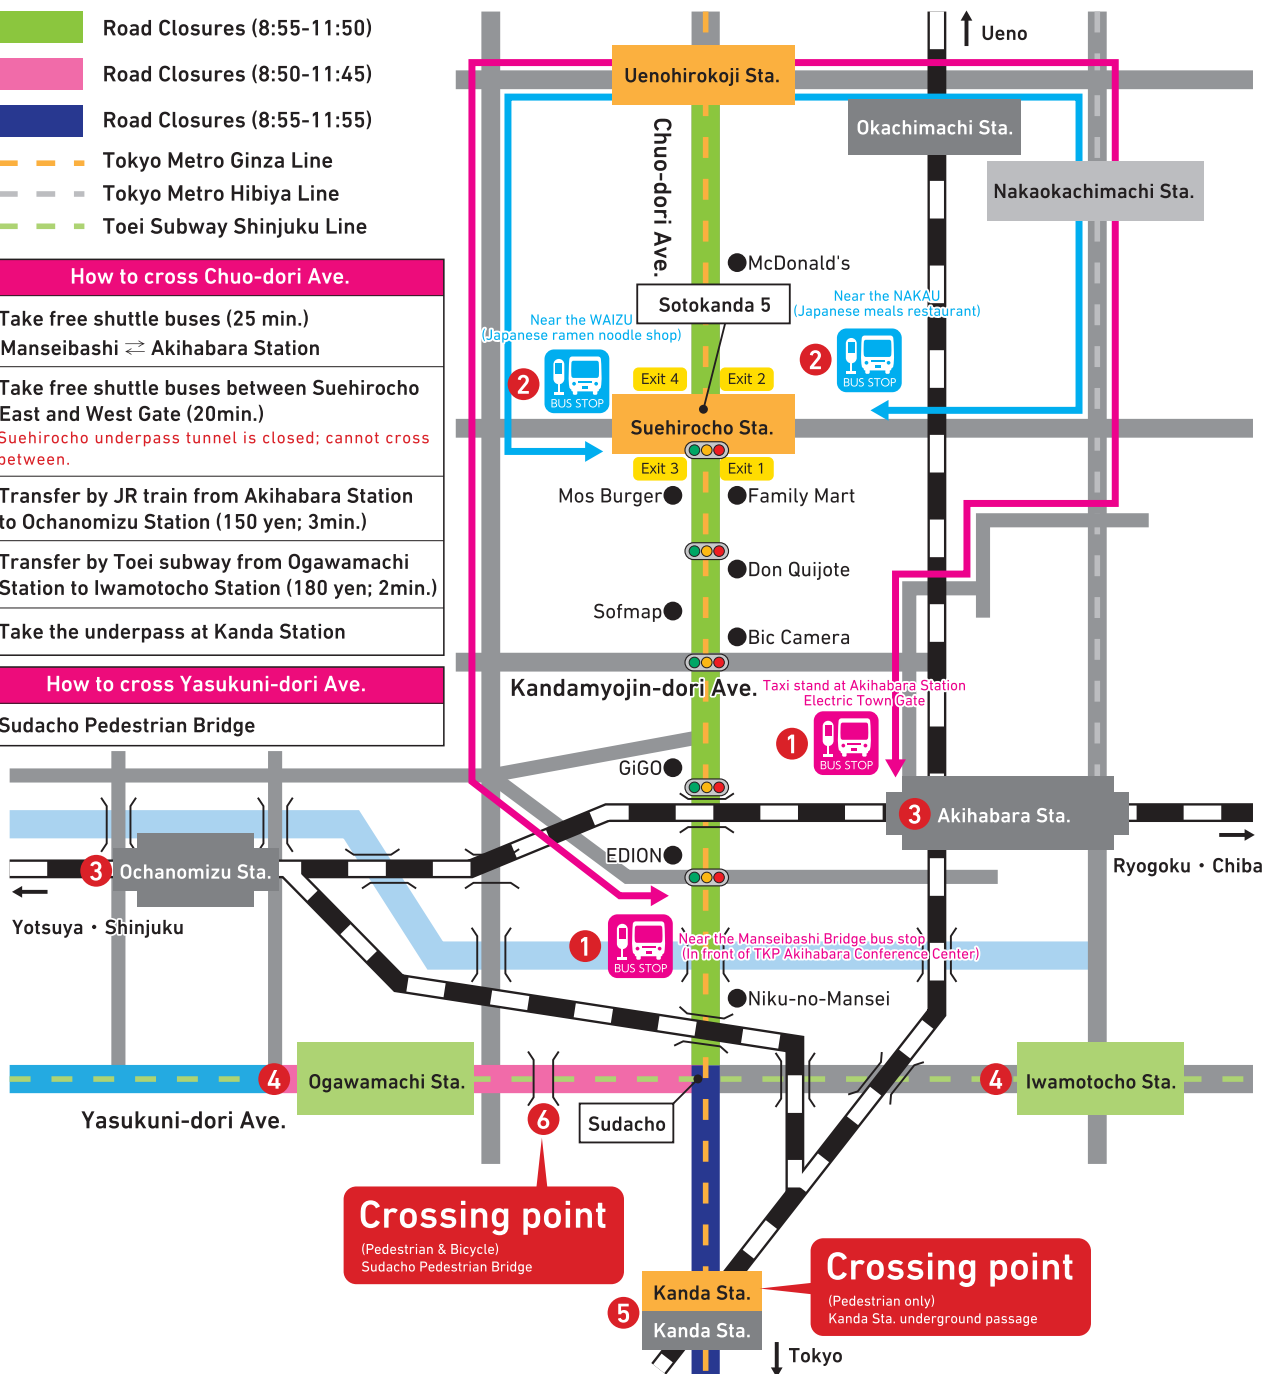 Road Closures (8:55-11:50)
Road Closures (8:50-11:45)
Road Closures (8:55-11:55)
Tokyo Metro Ginza Line
Tokyo Metro Hibiya Line
Toei Subway Shinjuku Line
How to cross Chuo-dori Ave.
Take free shuttle buses (25 min.)
Manseibashi ⇄ Akihabara Station
Take free shuttle buses between Suehirocho
East and West Gate (20min.)
Suehirocho underpass tunnel is closed; cannot cross
between.
Transfer by JR train from Akihabara Station
to Ochanomizu Station (150 yen; 3min.)
Transfer by Toei subway from Ogawamachi
Station to Iwamotocho Station (180 yen; 2min.)
Take the underpass at Kanda Station
How to cross Yasukuni-dori Ave.
Sudacho Pedestrian Bridge
Ueno
Uenohirokoji Sta.
Okachimachi Sta.
Nakaokachimachi Sta.
Chuo-dori Ave.
McDonald's
Sotokanda 5
Near the NAKAU
(Japanese meals restaurant)
Near the WAIZU
(Japanese ramen noodle shop)
2
BUS STOP
2
BUS STOP
Exit 4
Exit 2
Suehirocho Sta.
Exit 3
Exit 1
Mos Burger
Family Mart
Don Quijote
Sofmap
Bic Camera
Kandamyojin-dori Ave.
Taxi stand at Akihabara Station
Electric Town Gate
1
BUS STOP
GiGO
3
Akihabara Sta.
EDION
Ryogoku・Chiba
3
Ochanomizu Sta.
Yotsuya・Shinjuku
1
BUS STOP
Near the Manseibashi Bridge bus stop
(In front of TKP Akihabara Conference Center)
Niku-no-Mansei
4
Ogawamachi Sta.
4
Iwamotocho Sta.
Yasukuni-dori Ave.
6
Sudacho
Crossing point
(Pedestrian & Bicycle)
Sudacho Pedestrian Bridge
Crossing point
(Pedestrian only)
Kanda Sta. underground passage
5
Kanda Sta.
Kanda Sta.
Tokyo